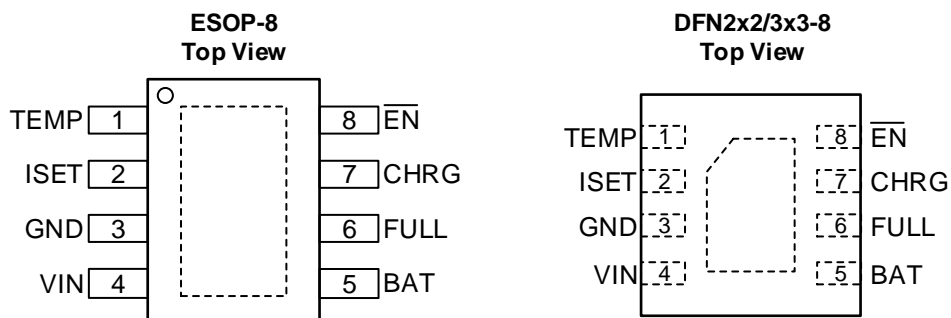 ESOP-8
Top View
TEMP 1 8 E̅N̅
ISET 2 7 CHRG
GND 3 6 FULL
VIN 4 5 BAT
DFN2x2/3x3-8
Top View
TEMP 1 8 E̅N̅
ISET 2 7 CHRG
GND 3 6 FULL
VIN 4 5 BAT